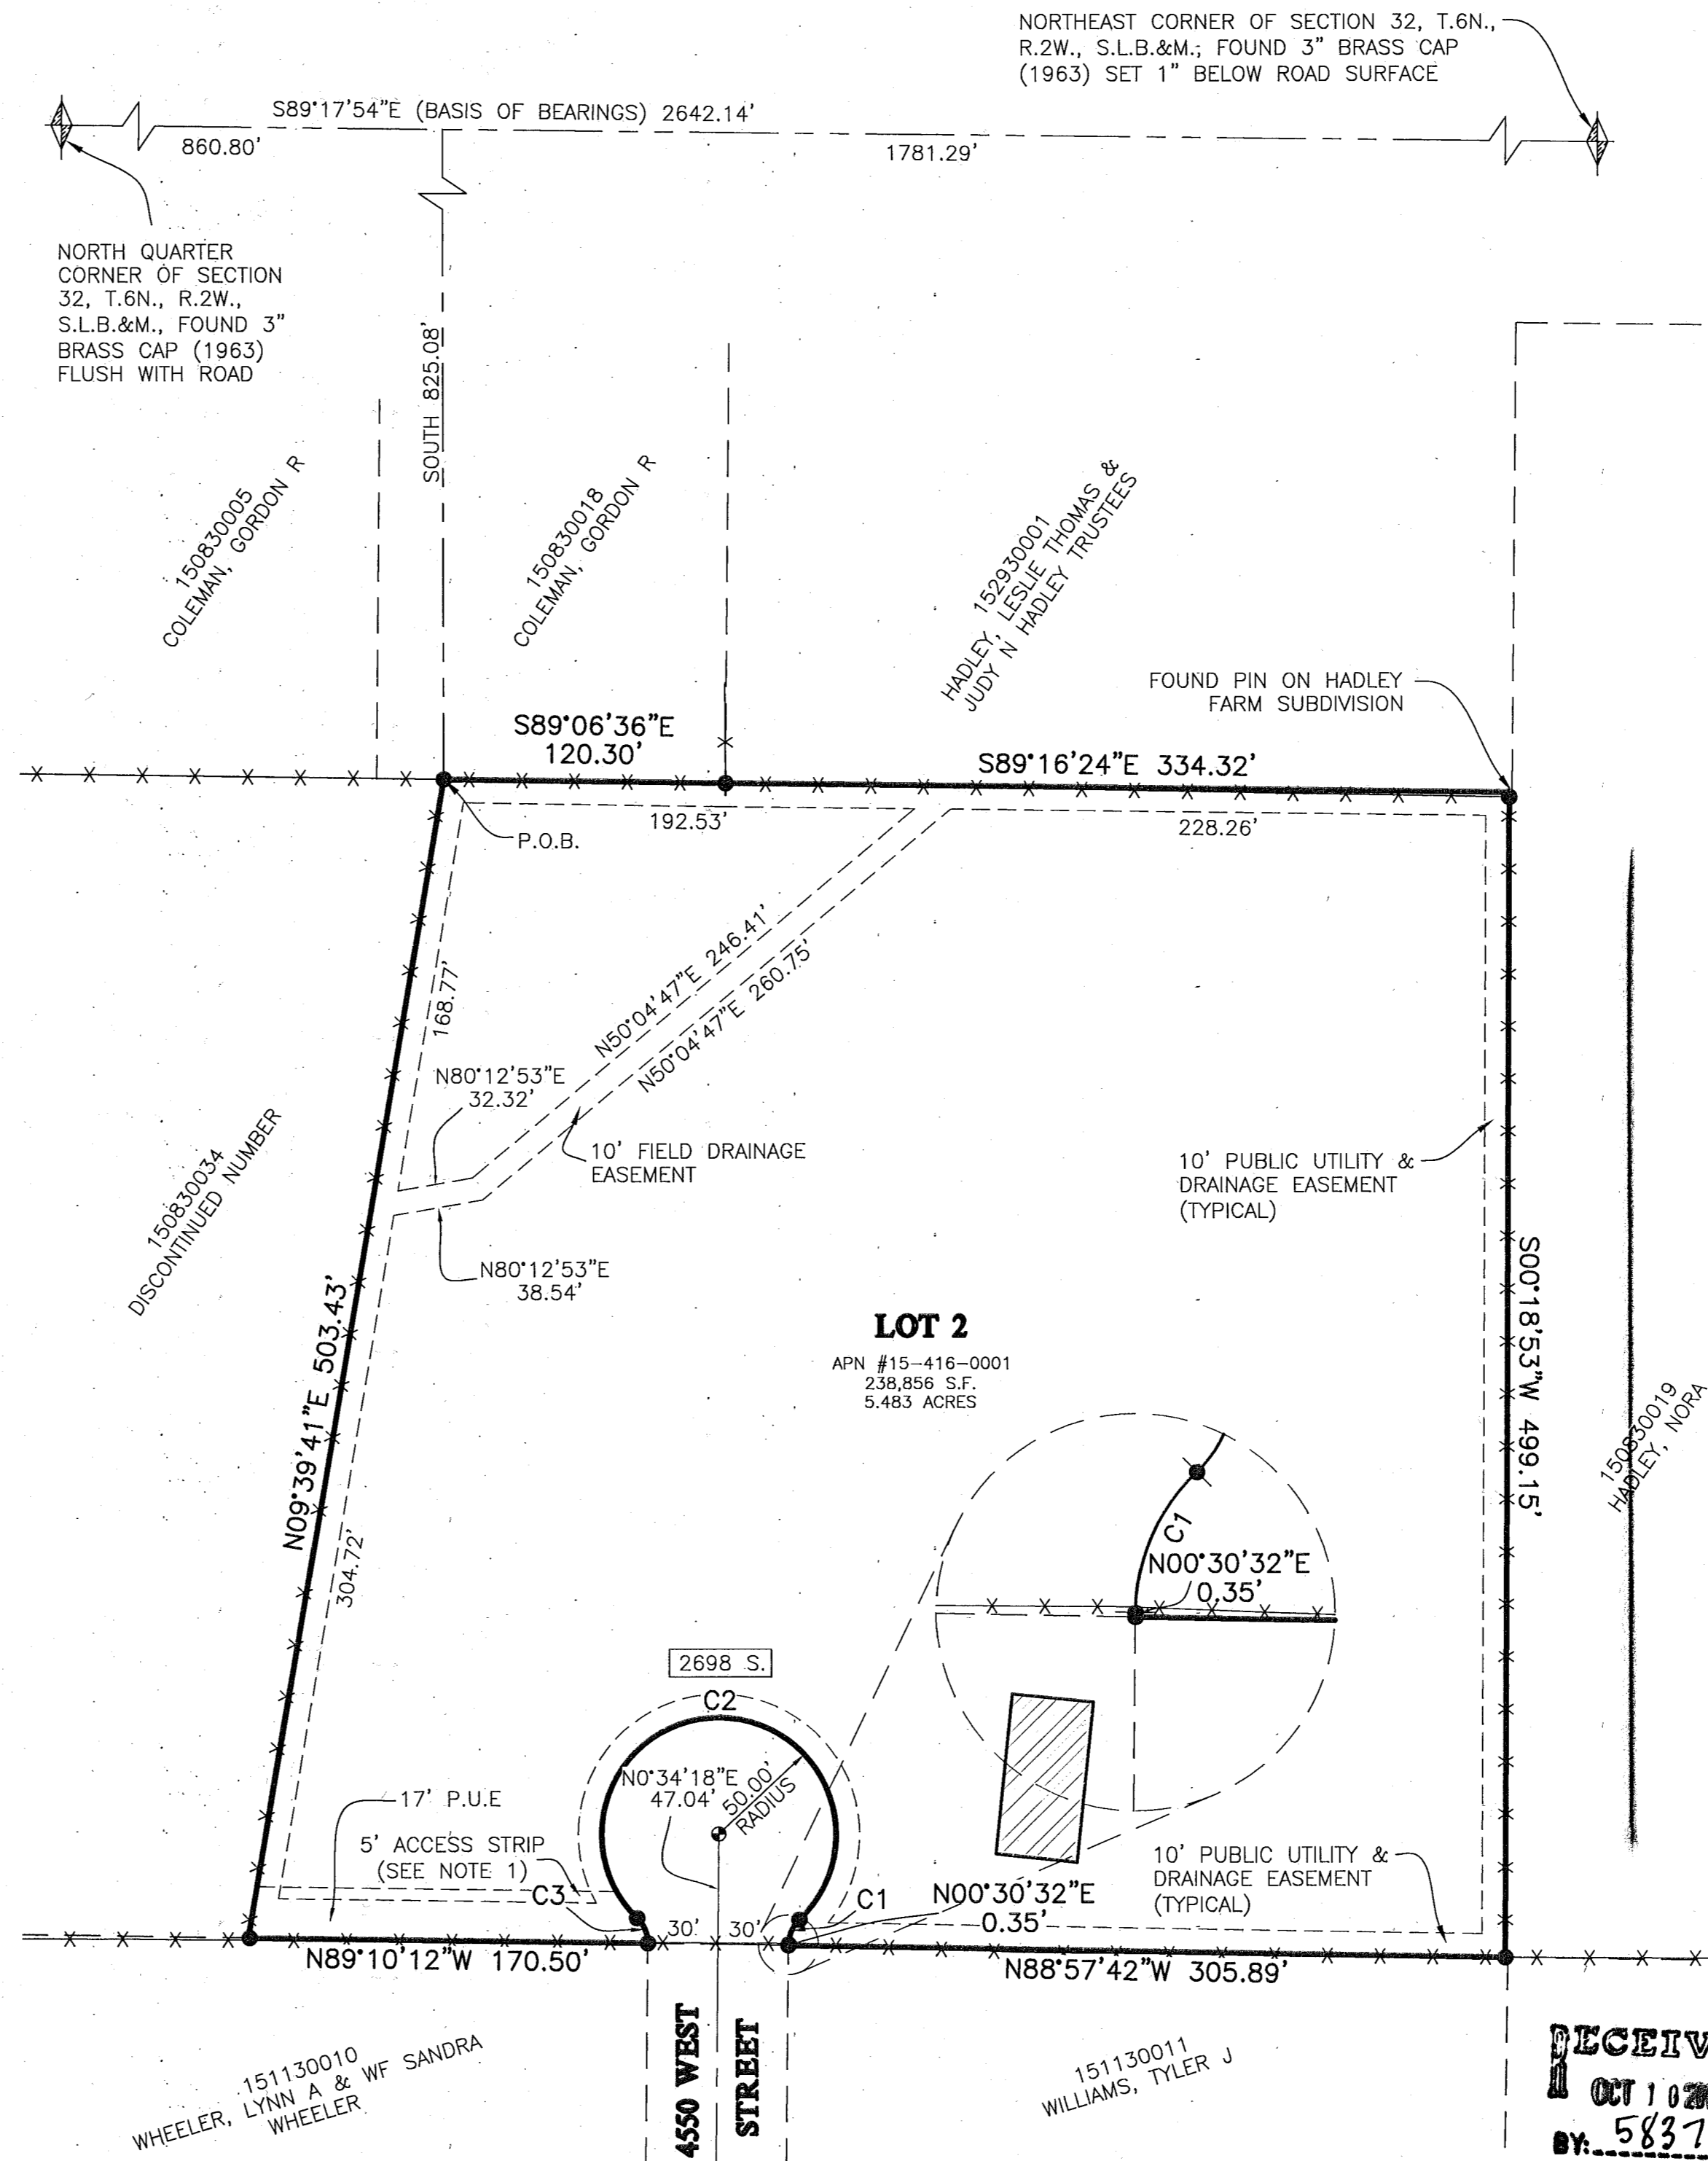 NORTHEAST CORNER OF SECTION 32, T.6N.,
R.2W., S.L.B.&M.; FOUND 3" BRASS CAP
(1963) SET 1" BELOW ROAD SURFACE
S89°17'54"E (BASIS OF BEARINGS) 2642.14'
860.80'
1781.29'
NORTH QUARTER
CORNER OF SECTION
32, T.6N., R.2W.,
S.L.B.&M., FOUND 3"
BRASS CAP (1963)
FLUSH WITH ROAD
SOUTH 825.08'
150830005
COLEMAN, GORDON R
150830018
COLEMAN, GORDON R
152930001
HADLEY, LESLIE THOMAS &
JUDY N HADLEY TRUSTEES
FOUND PIN ON HADLEY
FARM SUBDIVISION
S89°06'36"E
120.30'
S89°16'24"E 334.32'
P.O.B.
192.53'
228.26'
168.77'
N50°04'47"E 246.41'
N50°04'47"E 260.75'
N80°12'53"E
32.32'
10' FIELD DRAINAGE
EASEMENT
N80°12'53"E
38.54'
10' PUBLIC UTILITY &
DRAINAGE EASEMENT
(TYPICAL)
150830034
DISCONTINUED NUMBER
N09°39'41"E 503.43'
304.72'
S00°18'53"W 499.15'
150830019
HADLEY, NORA
LOT 2
APN #15-416-0001
238,856 S.F.
5.483 ACRES
C1
N00°30'32"E
0.35'
2698 S.
C2
N0°34'18"E
47.04'
50.00'
RADIUS
17' P.U.E
5' ACCESS STRIP
(SEE NOTE 1)
C3
C1
N00°30'32"E
0.35'
10' PUBLIC UTILITY &
DRAINAGE EASEMENT
(TYPICAL)
30'
30'
N89°10'12"W 170.50'
N88°57'42"W 305.89'
4550 WEST
STREET
151130010
WHEELER, LYNN A & WF SANDRA
WHEELER
151130011
WILLIAMS, TYLER J
RECEIV
OCT 10
BY: 5837